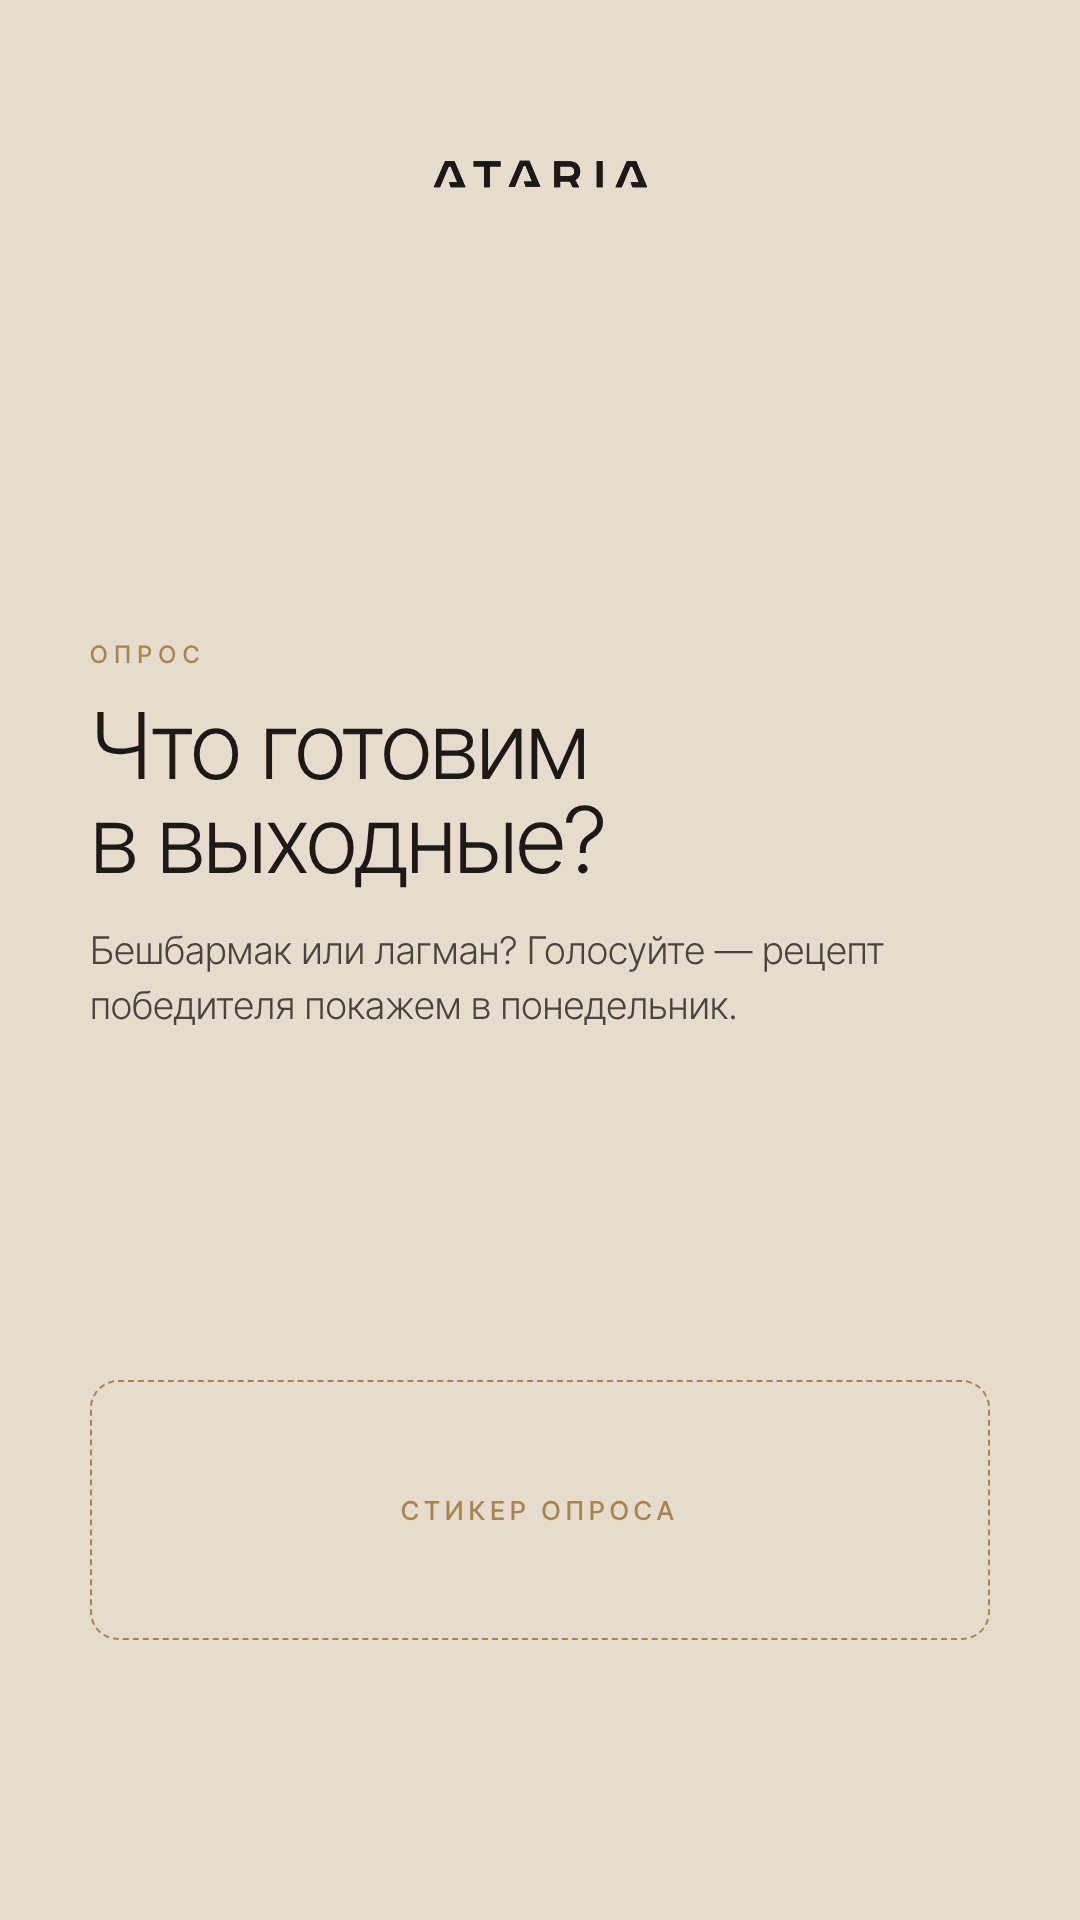 ATARIA
ОПРОС
Что готовим
в выходные?
Бешбармак или лагман? Голосуйте — рецепт
победителя покажем в понедельник.
СТИКЕР ОПРОСА